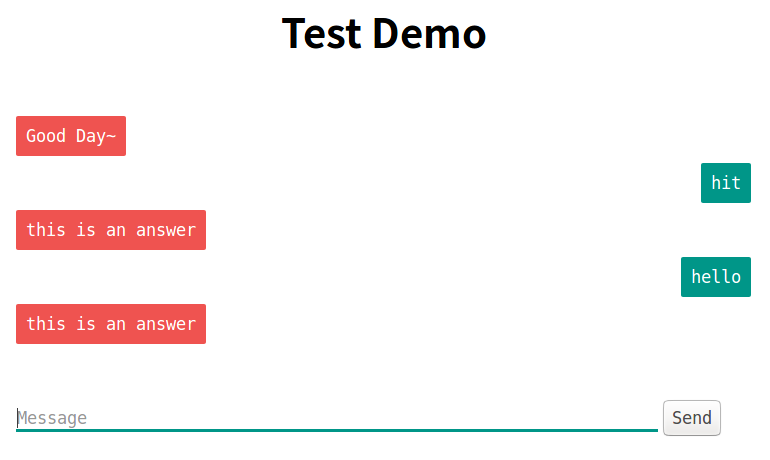 Test Demo
Good Day~
hit
this is an answer
hello
this is an answer
Message
Send